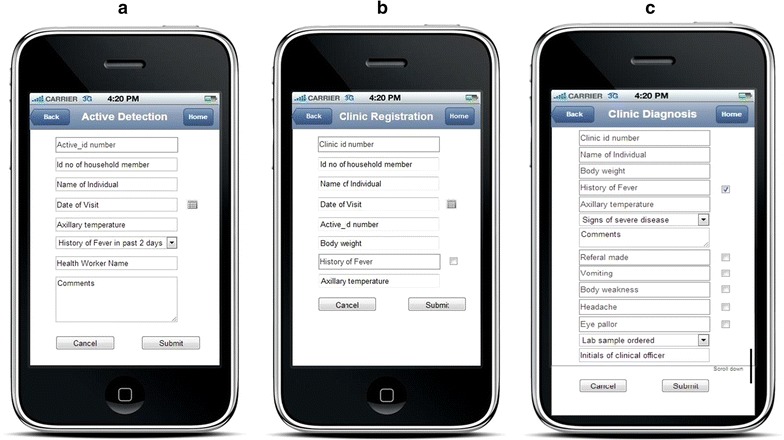 a
CARRIER 3G 4:20 PM
Back Active Detection Home
Active_id number
Id no of household member
Name of Individual
Date of Visit
Axillary temperature
History of Fever in past 2 days
Health Worker Name
Comments
Cancel Submit
b
CARRIER 3G 4:20 PM
Back Clinic Registration Home
Clinic id number
Id no of household member
Name of Individual
Date of Visit
Active_d number
Body weight
History of Fever
Axillary temperature
Cancel Submit
c
CARRIER 3G 4:20 PM
Back Clinic Diagnosis Home
Clinic id number
Name of Individual
Body weight
History of Fever
Axillary temperature
Signs of severe disease
Comments
Referal made
Vomiting
Body weakness
Headache
Eye pallor
Lab sample ordered
Initials of clinical officer
Scroll down
Cancel Submit